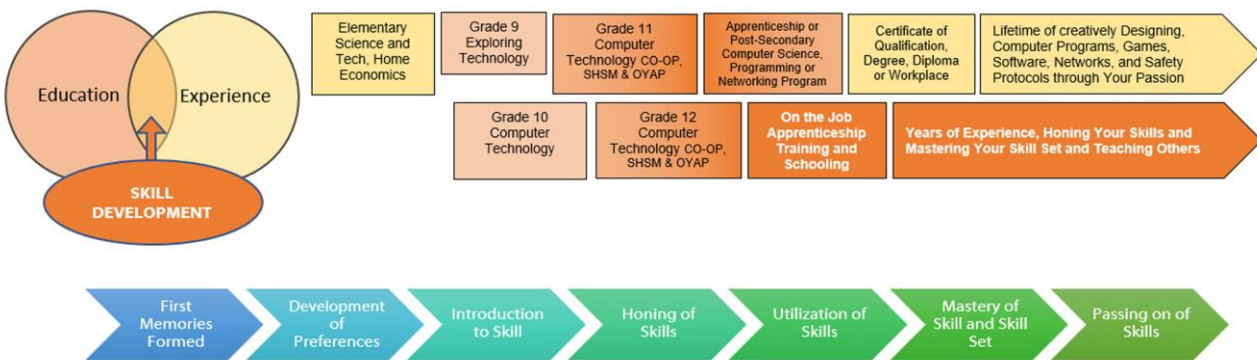 Education
Experience
SKILL
DEVELOPMENT
Elementary
Science and
Tech, Home
Economics
Grade 9
Exploring
Technology
Grade 11
Computer
Technology CO-OP,
SHSM & OYAP
Apprenticeship or
Post-Secondary
Computer Science,
Programming or
Networking Program
Certificate of
Qualification,
Degree, Diploma
or Workplace
Lifetime of creatively Designing,
Computer Programs, Games,
Software, Networks, and Safety
Protocols through Your Passion
Grade 10
Computer
Technology
Grade 12
Computer
Technology CO-OP,
SHSM & OYAP
On the Job
Apprenticeship
Training and
Schooling
Years of Experience, Honing Your Skills and
Mastering Your Skill Set and Teaching Others
First
Memories
Formed
Development
of
Preferences
Introduction
to Skill
Honing of
Skills
Utilization of
Skills
Mastery of
Skill and Skill
Set
Passing on of
Skills